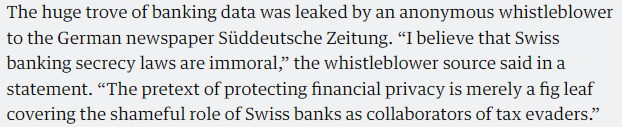 The huge trove of banking data was leaked by an anonymous whistleblower
to the German newspaper Süddeutsche Zeitung. “I believe that Swiss
banking secrecy laws are immoral,” the whistleblower source said in a
statement. “The pretext of protecting financial privacy is merely a fig leaf
covering the shameful role of Swiss banks as collaborators of tax evaders.”